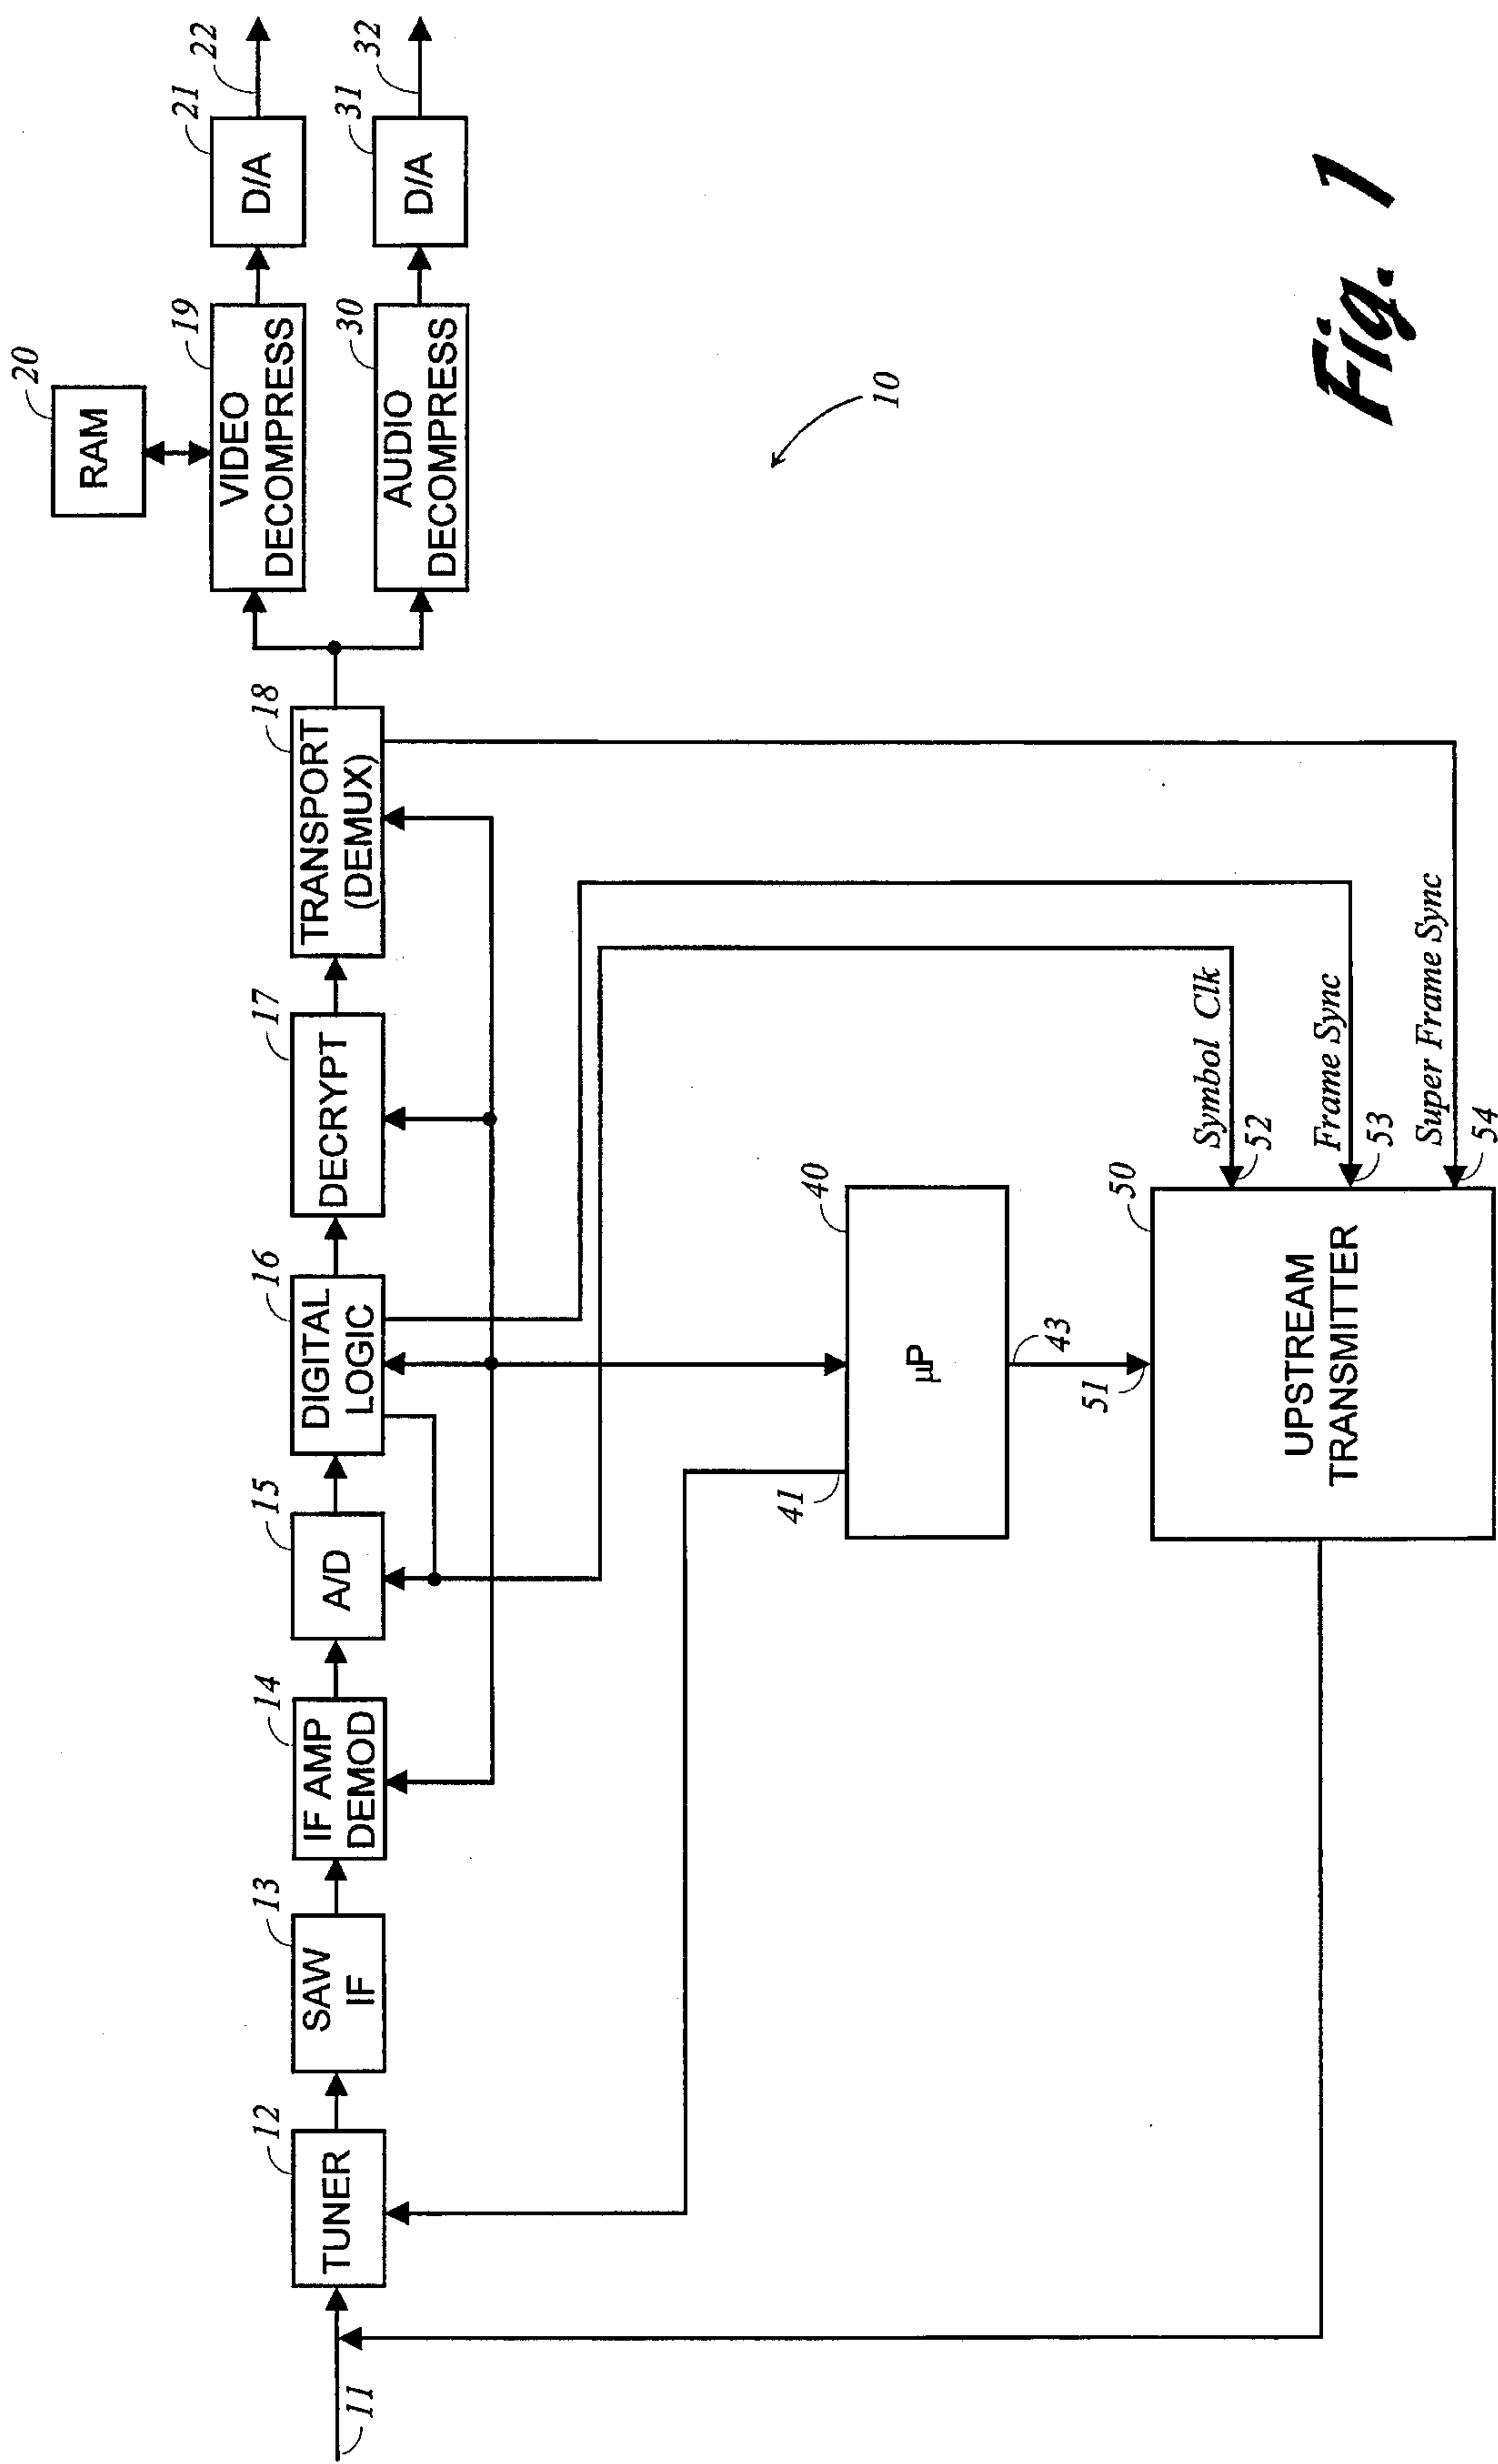 20
RAM
19
VIDEO
DECOMPRESS
21
D/A
22
30
AUDIO
DECOMPRESS
31
D/A
32
11
12
TUNER
13
SAW
IF
14
IF AMP
DEMOD
15
A/D
16
DIGITAL
LOGIC
17
DECRYPT
18
TRANSPORT
(DEMUX)
10
41
40
µP
43
51
50
UPSTREAM
TRANSMITTER
Symbol Clk
52
Frame Sync
53
Super Frame Sync
54
Fig. 1